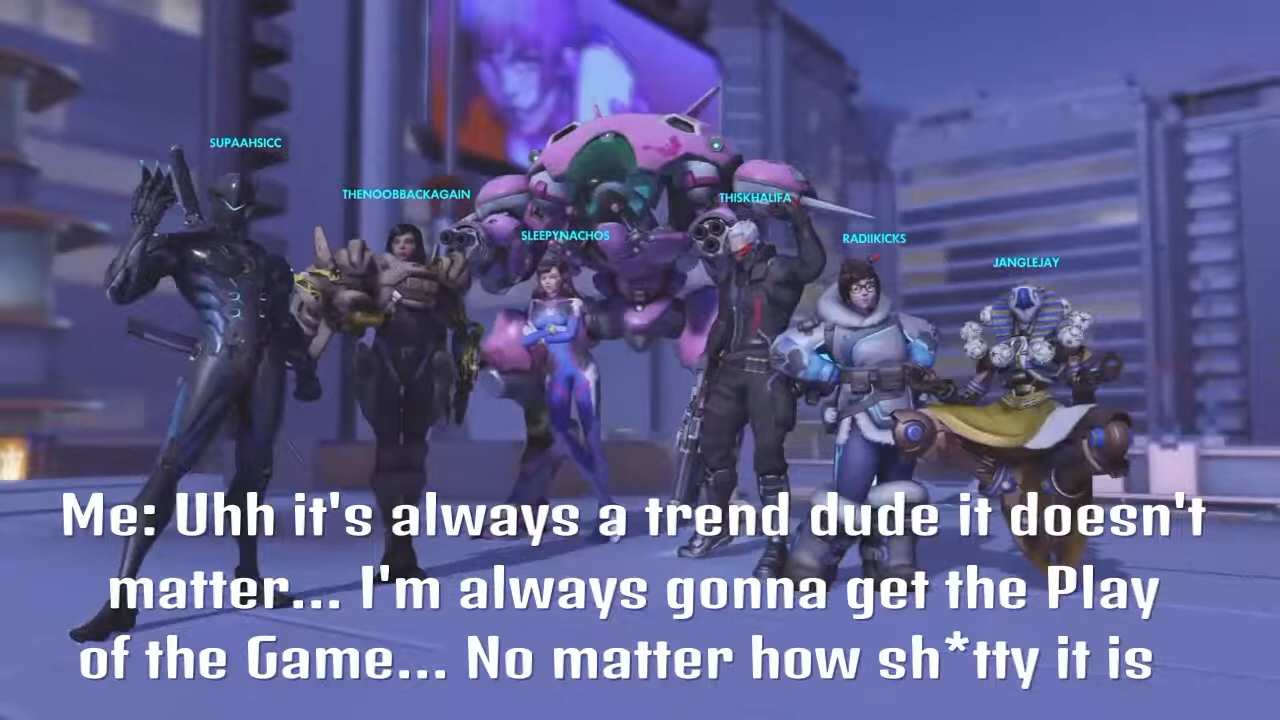 SUPAAHSICC
THENOOBBACKAGAIN
SLEEPYNACHOS
THISKHALIFA
RADIIKICKS
JANGLEJAY
Me: Uhh it's always a trend dude it doesn't
matter... I'm always gonna get the Play
of the Game... No matter how sh*tty it is